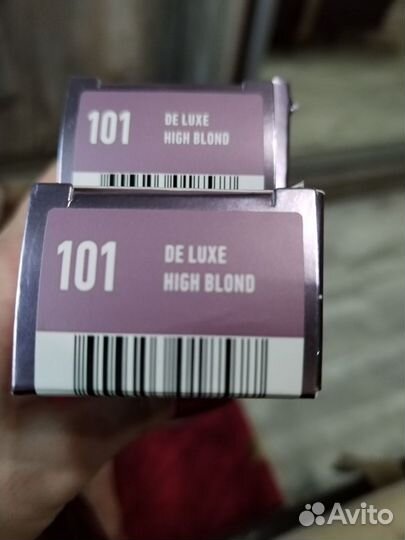 101
DE LUXE
HIGH BLOND
101
DE LUXE
HIGH BLOND
Avito